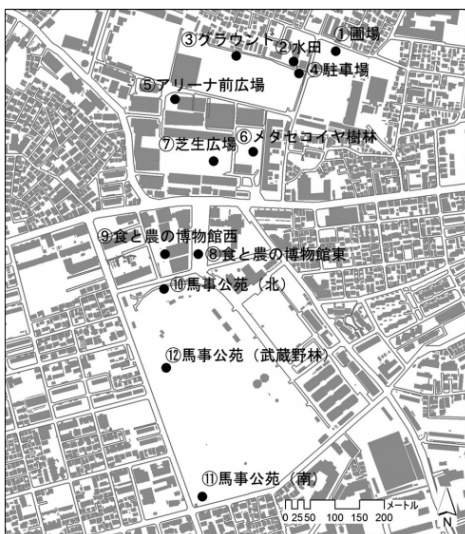 ①圃場
③グラウンド
②水田
④駐車場
⑤アリーナ前広場
⑥メタセコイヤ樹林
⑦芝生広場
⑨食と農の博物館西
⑧食と農の博物館東
⑩馬事公苑(北)
⑫馬事公苑(武蔵野林)
⑪馬事公苑(南)
メートル
0 25 50 100 150 200
N